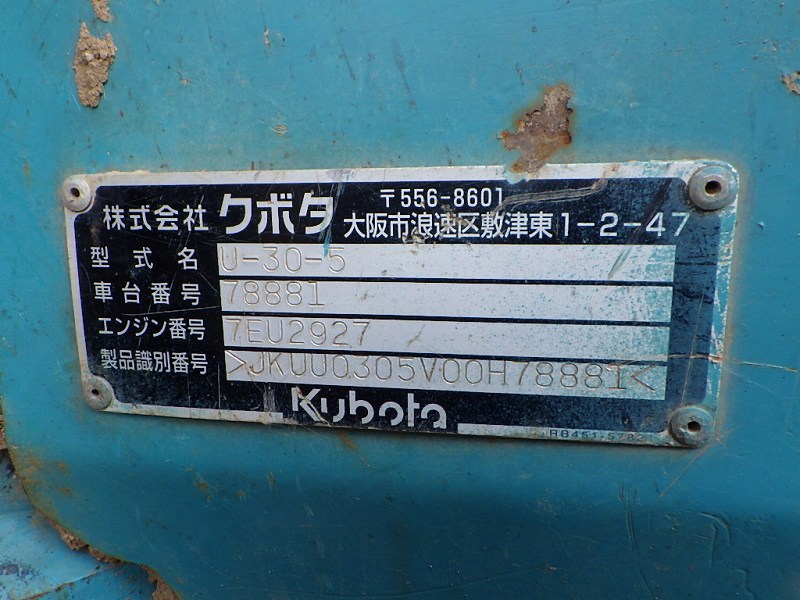 〒556-8601
株式会社 クボタ 大阪市浪速区敷津東1-2-47
型式名 U-30-5
車台番号 78881
エンジン番号 7EU2927
製品識別番号 >JKUU0305V00H78881<
Kubota
RB451-5782